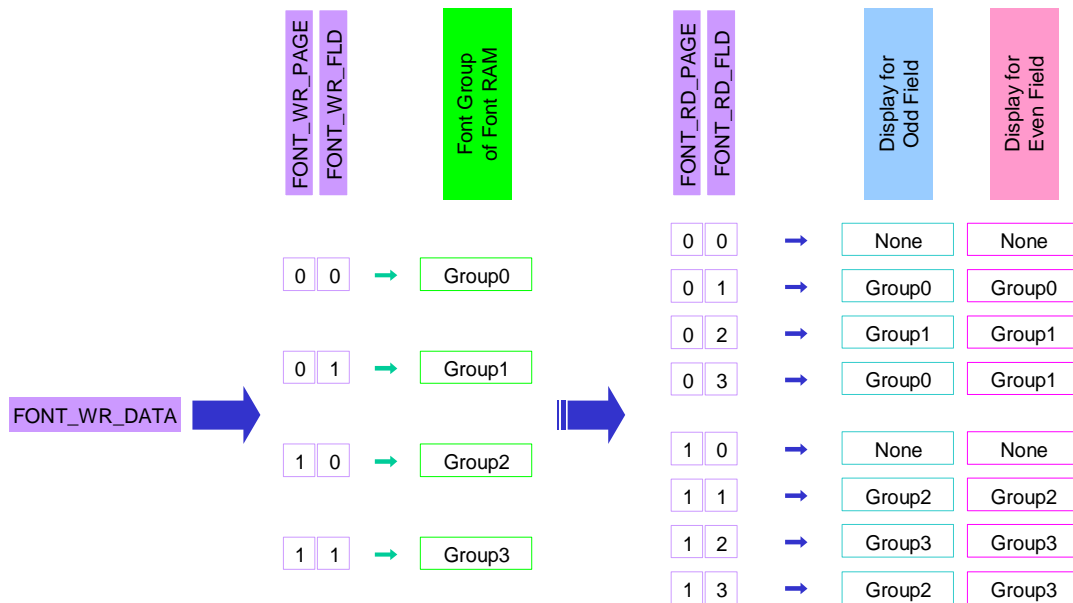 FONT_WR_PAGE
FONT_WR_FLD
Font Group
of Font RAM
FONT_RD_PAGE
FONT_RD_FLD
Display for
Odd Field
Display for
Even Field
0 0 None None
0 0 Group0
0 1 Group0 Group0
0 2 Group1 Group1
0 1 Group1
0 3 Group0 Group1
FONT_WR_DATA
1 0 None None
1 0 Group2
1 1 Group2 Group2
1 2 Group3 Group3
1 1 Group3
1 3 Group2 Group3